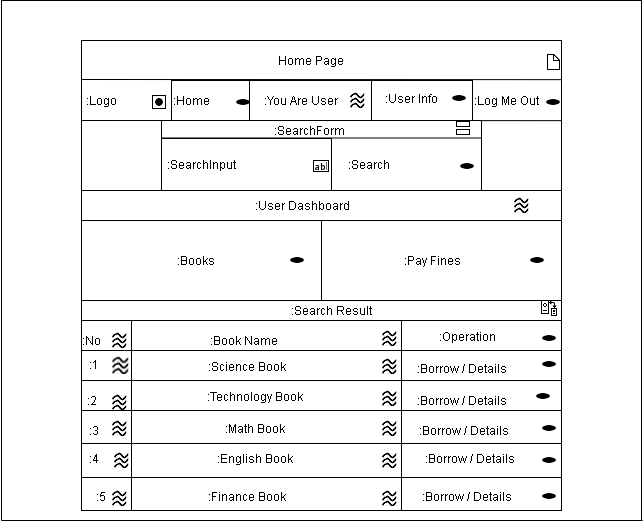 Home Page
:Logo :Home :You Are User :User Info :Log Me Out
:SearchForm
:SearchInput abl :Search
:User Dashboard
:Books :Pay Fines
:Search Result
:No :Book Name :Operation
:1 :Science Book :Borrow / Details
:2 :Technology Book :Borrow / Details
:3 :Math Book :Borrow / Details
:4 :English Book :Borrow / Details
:5 :Finance Book :Borrow / Details